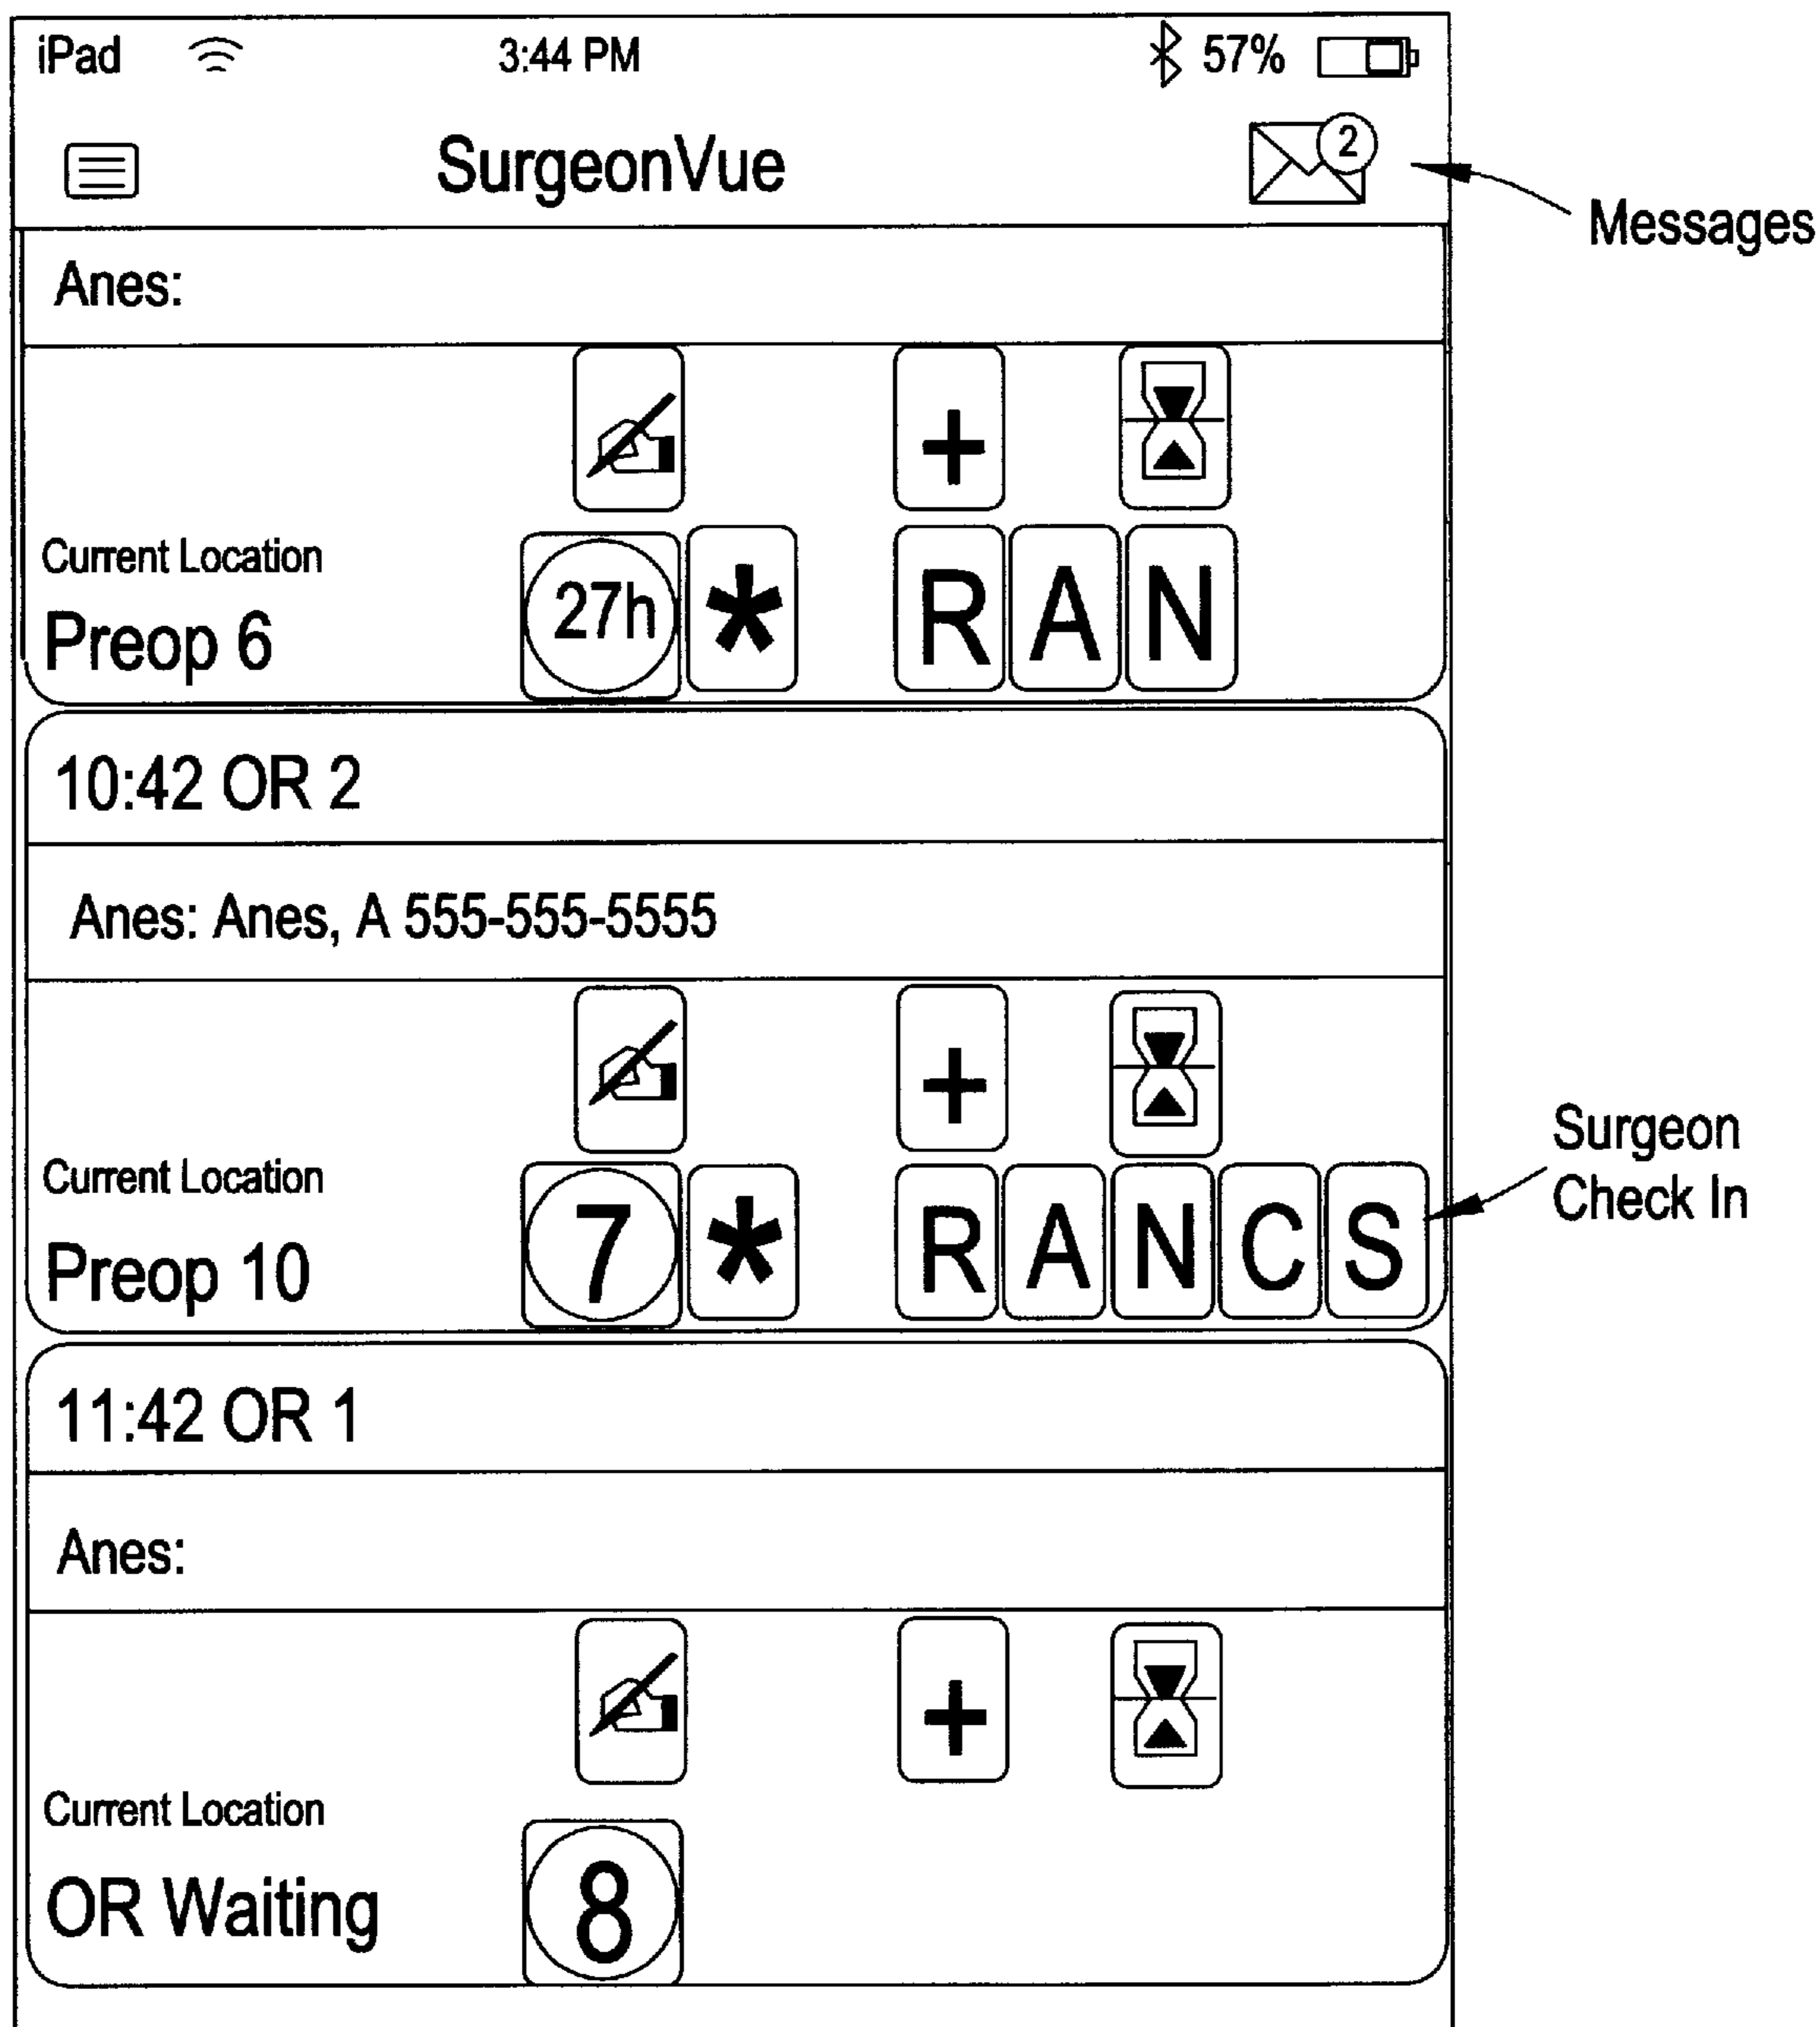 iPad 3:44 PM 57%
SurgeonVue 2
Messages
Anes:
+
Current Location
Preop 6 27h * R A N
10:42 OR 2
Anes: Anes, A 555-555-5555
+
Current Location
Preop 10 7 * R A N C S
Surgeon
Check In
11:42 OR 1
Anes:
+
Current Location
OR Waiting 8